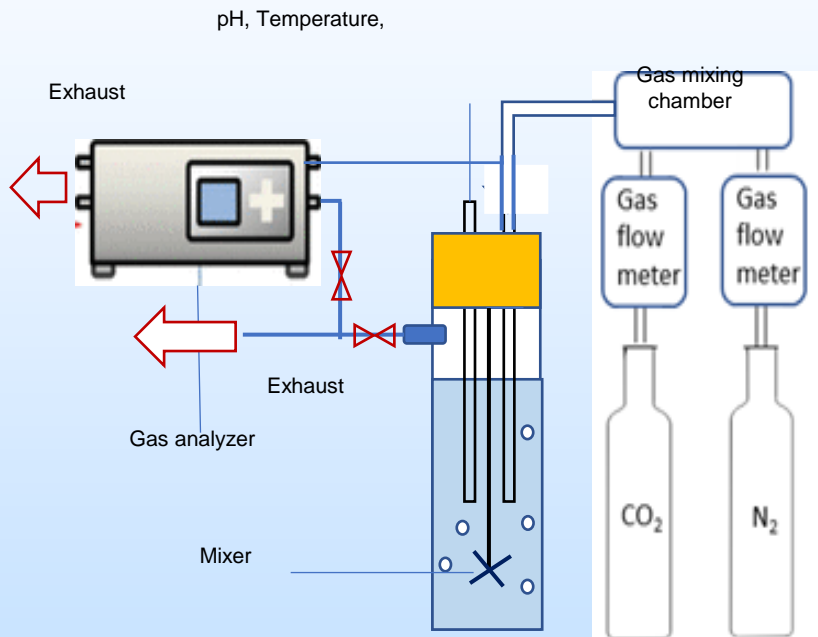 pH, Temperature,
Exhaust
Gas mixing
chamber
Gas
flow
meter
Gas
flow
meter
Exhaust
Gas analyzer
CO₂
N₂
Mixer